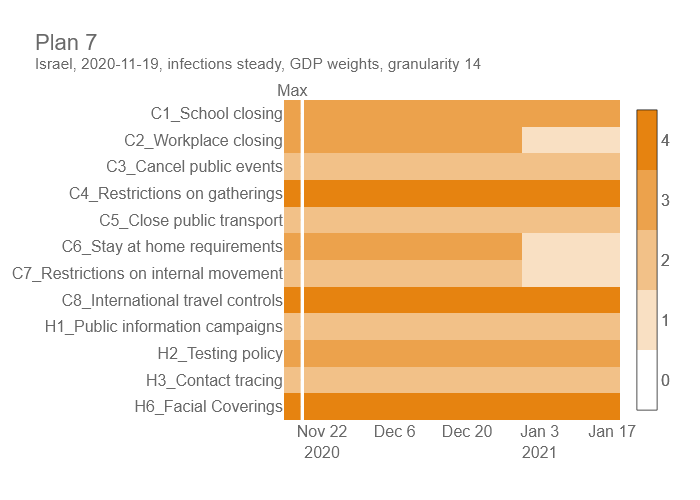 Plan 7
Israel, 2020-11-19, infections steady, GDP weights, granularity 14
Max
C1_School closing
C2_Workplace closing
C3_Cancel public events
C4_Restrictions on gatherings
C5_Close public transport
C6_Stay at home requirements
C7_Restrictions on internal movement
C8_International travel controls
H1_Public information campaigns
H2_Testing policy
H3_Contact tracing
H6_Facial Coverings
4
3
2
1
0
Nov 22 Dec 6 Dec 20 Jan 3 Jan 17
2020 2021